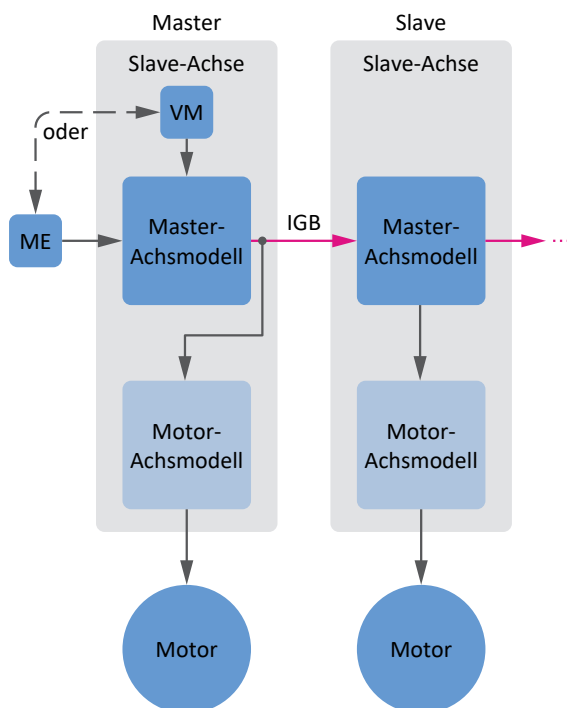 Master
Slave
Slave-Achse
Slave-Achse
VM
oder
ME
Master-
Achsmodell
IGB
Master-
Achsmodell
Motor-
Achsmodell
Motor-
Achsmodell
Motor
Motor